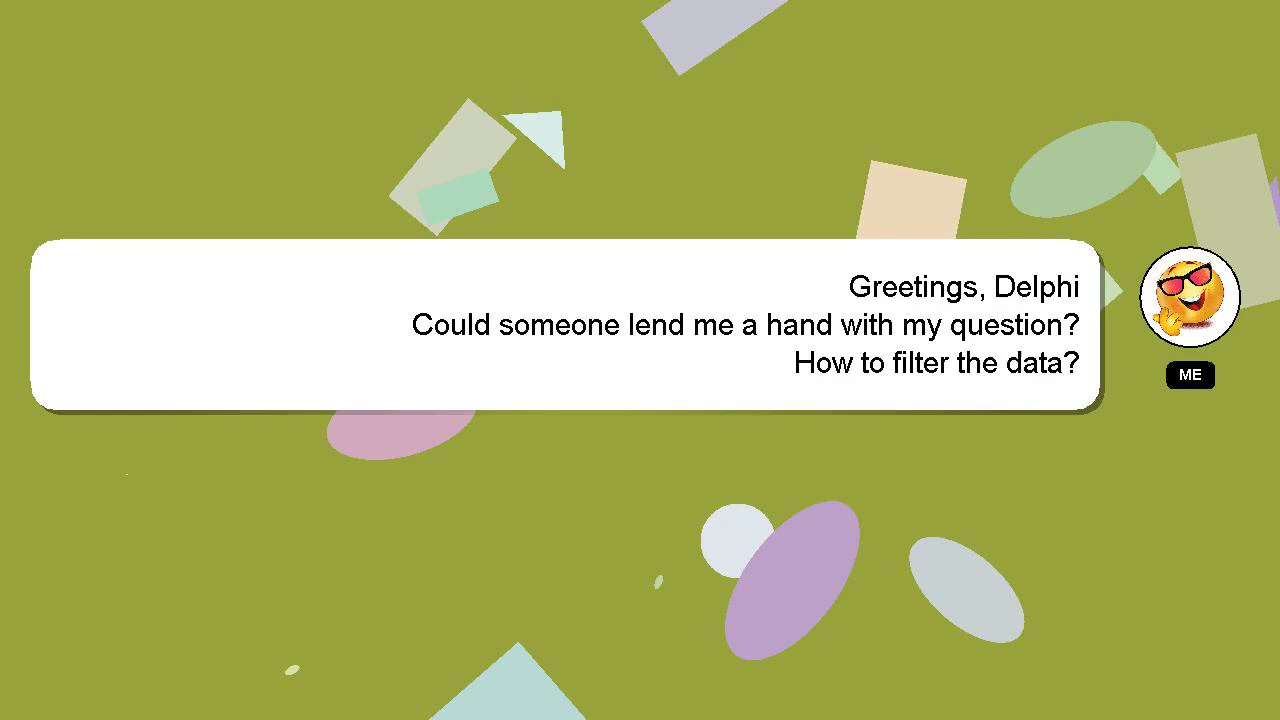 Greetings, Delphi
Could someone lend me a hand with my question?
How to filter the data?
ME